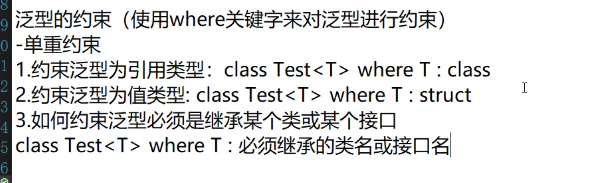 泛型的约束（使用where关键字来对泛型进行约束）
-单重约束
1.约束泛型为引用类型：class Test<T> where T : class
2.约束泛型为值类型: class Test<T> where T : struct
3.如何约束泛型必须是继承某个类或某个接口
class Test<T> where T : 必须继承的类名或接口名